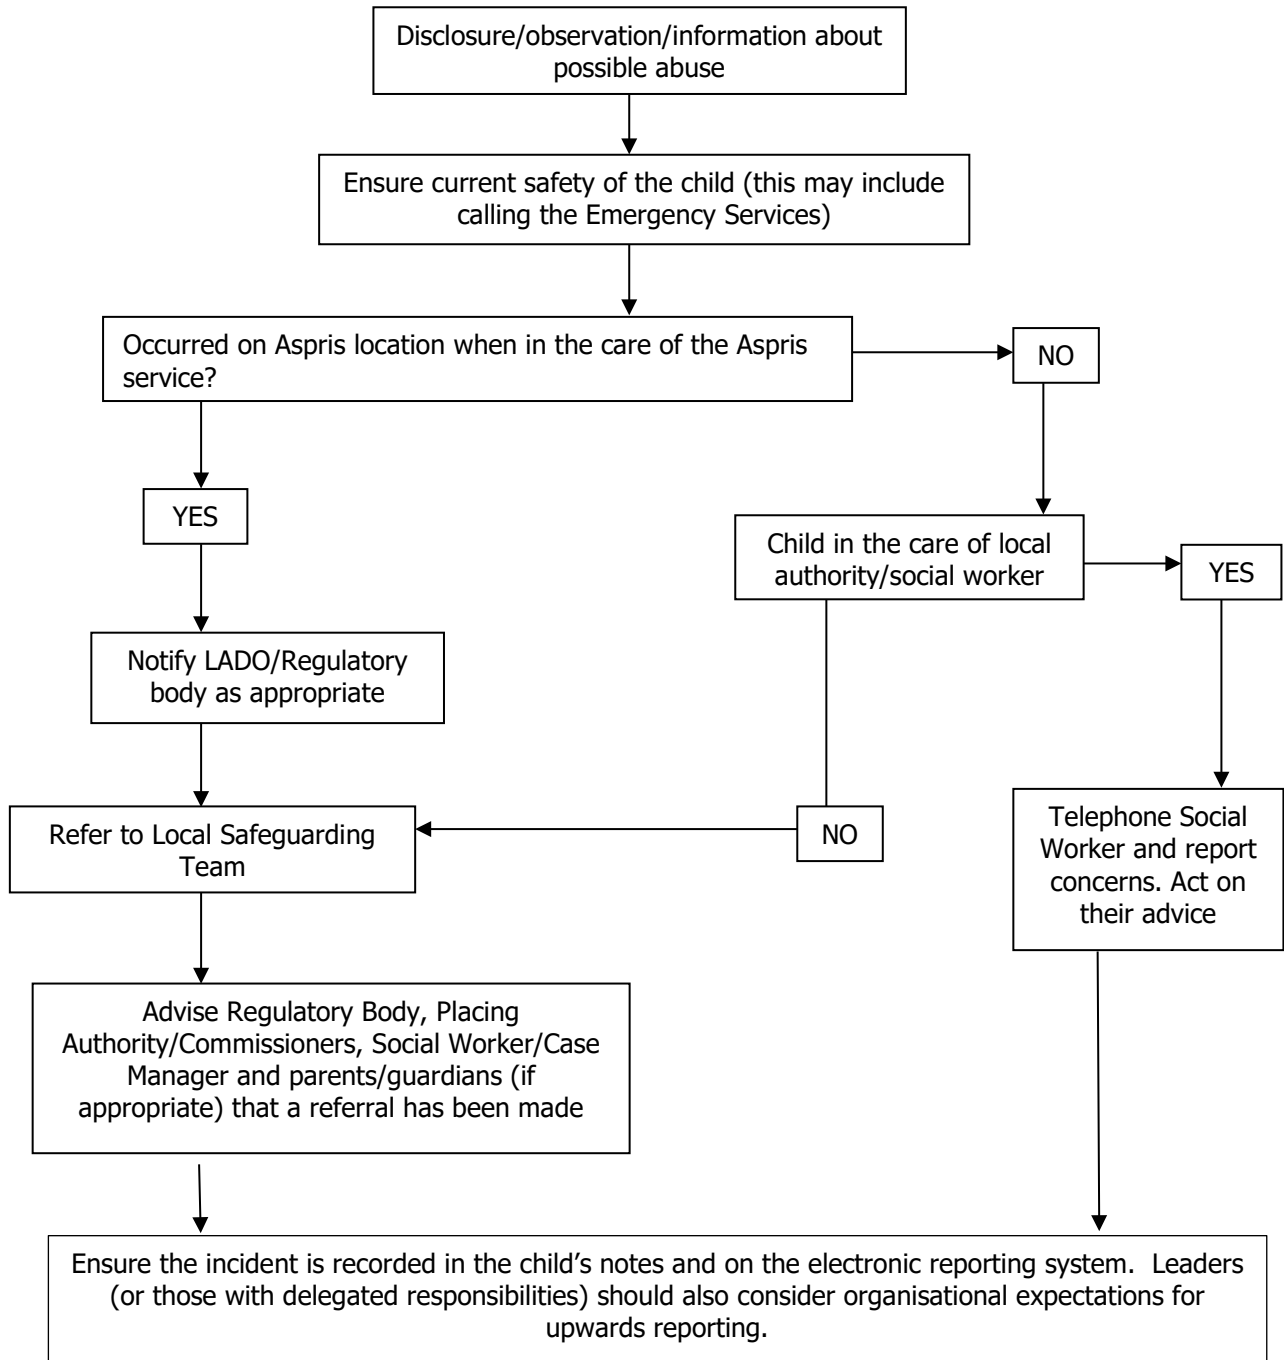 Disclosure/observation/information about
possible abuse
Ensure current safety of the child (this may include
calling the Emergency Services)
Occurred on Aspris location when in the care of the Aspris
service?
NO
YES
Child in the care of local
authority/social worker
YES
Notify LADO/Regulatory
body as appropriate
Refer to Local Safeguarding
Team
NO
Telephone Social
Worker and report
concerns. Act on
their advice
Advise Regulatory Body, Placing
Authority/Commissioners, Social Worker/Case
Manager and parents/guardians (if
appropriate) that a referral has been made
Ensure the incident is recorded in the child’s notes and on the electronic reporting system.  Leaders
(or those with delegated responsibilities) should also consider organisational expectations for
upwards reporting.